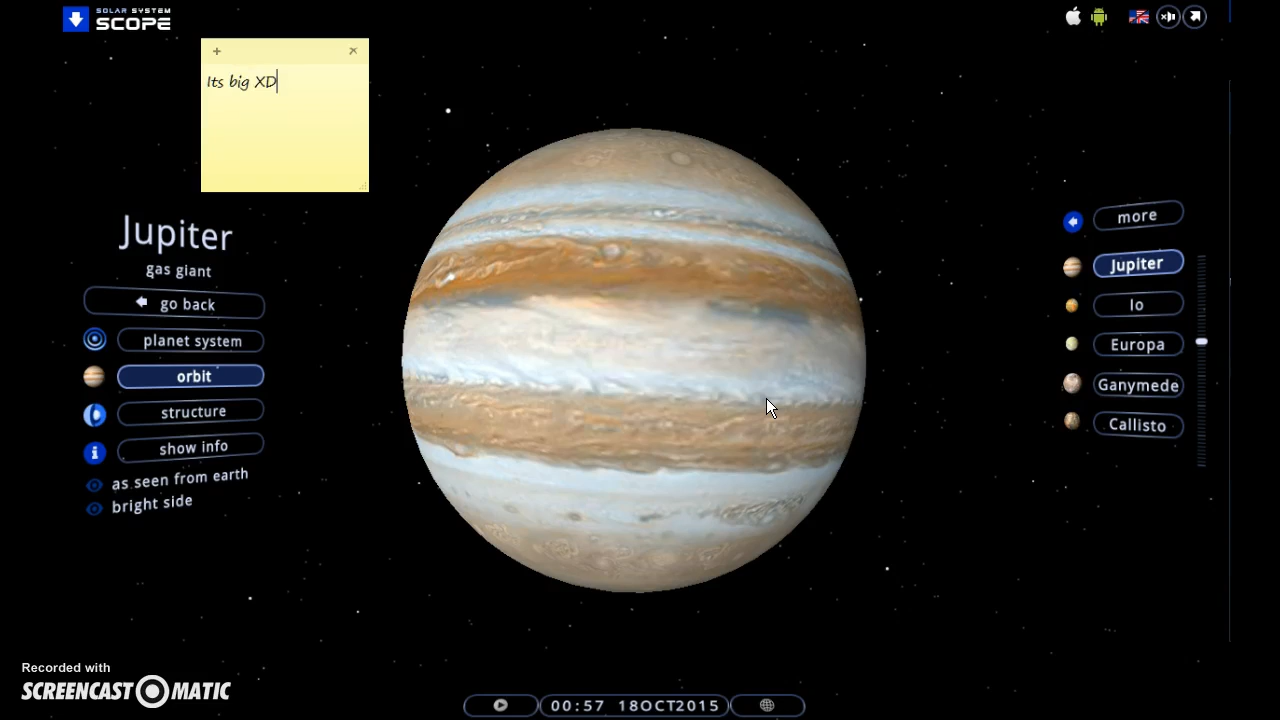 SOLAR SYSTEM
SCOPE
Its big XD
Jupiter
gas giant
go back
planet system
orbit
structure
show info
as seen from earth
bright side
more
Jupiter
Io
Europa
Ganymede
Callisto
Recorded with
SCREENCAST MATIC
00:57 18OCT2015